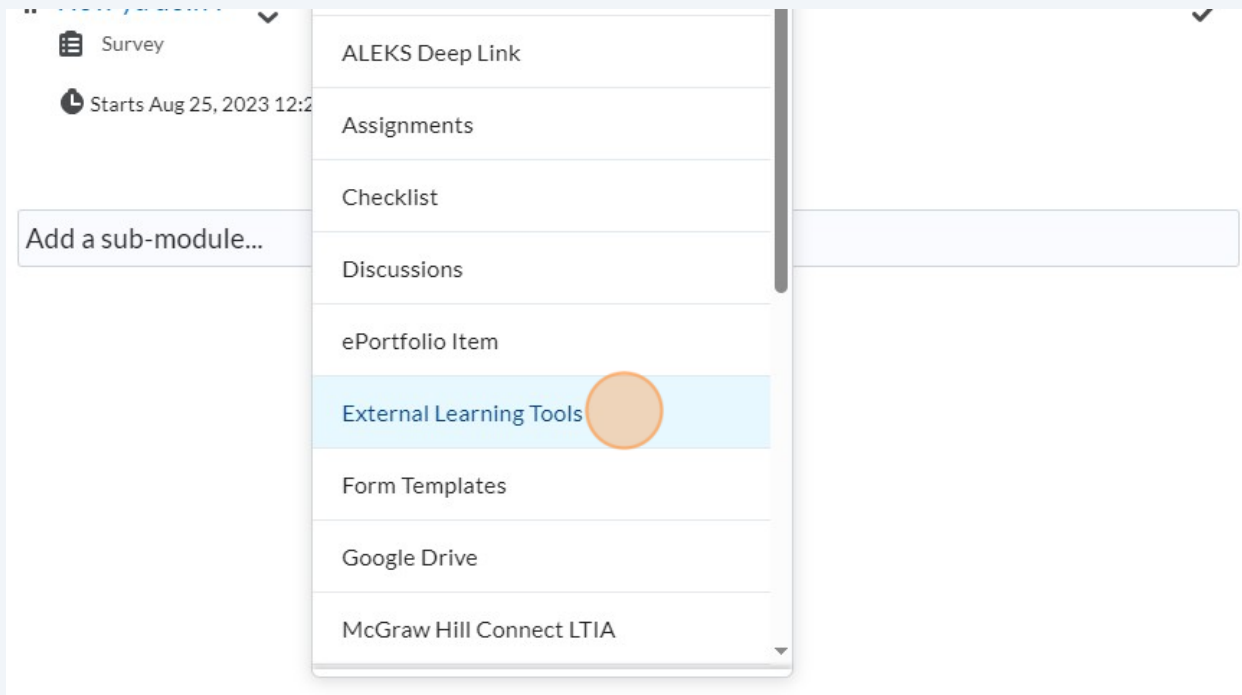 Survey
ALEKS Deep Link
Starts Aug 25, 2023 12:2
Assignments
Checklist
Add a sub-module...
Discussions
ePortfolio Item
External Learning Tools
Form Templates
Google Drive
McGraw Hill Connect LTIA